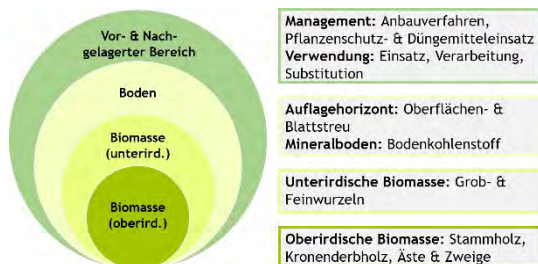 Vor- & Nach-
gelagerter Bereich
Boden
Biomasse
(unterird.)
Biomasse
(oberird.)
Management: Anbauverfahren,
Pflanzenschutz- & Düngemitteleinsatz
Verwendung: Einsatz, Verarbeitung,
Substitution
Auflagehorizont: Oberflächen- &
Blattstreu
Mineralboden: Bodenkohlenstoff
Unterirdische Biomasse: Grob- &
Feinwurzeln
Oberirdische Biomasse: Stammholz,
Kronenderbholz, Äste & Zweige